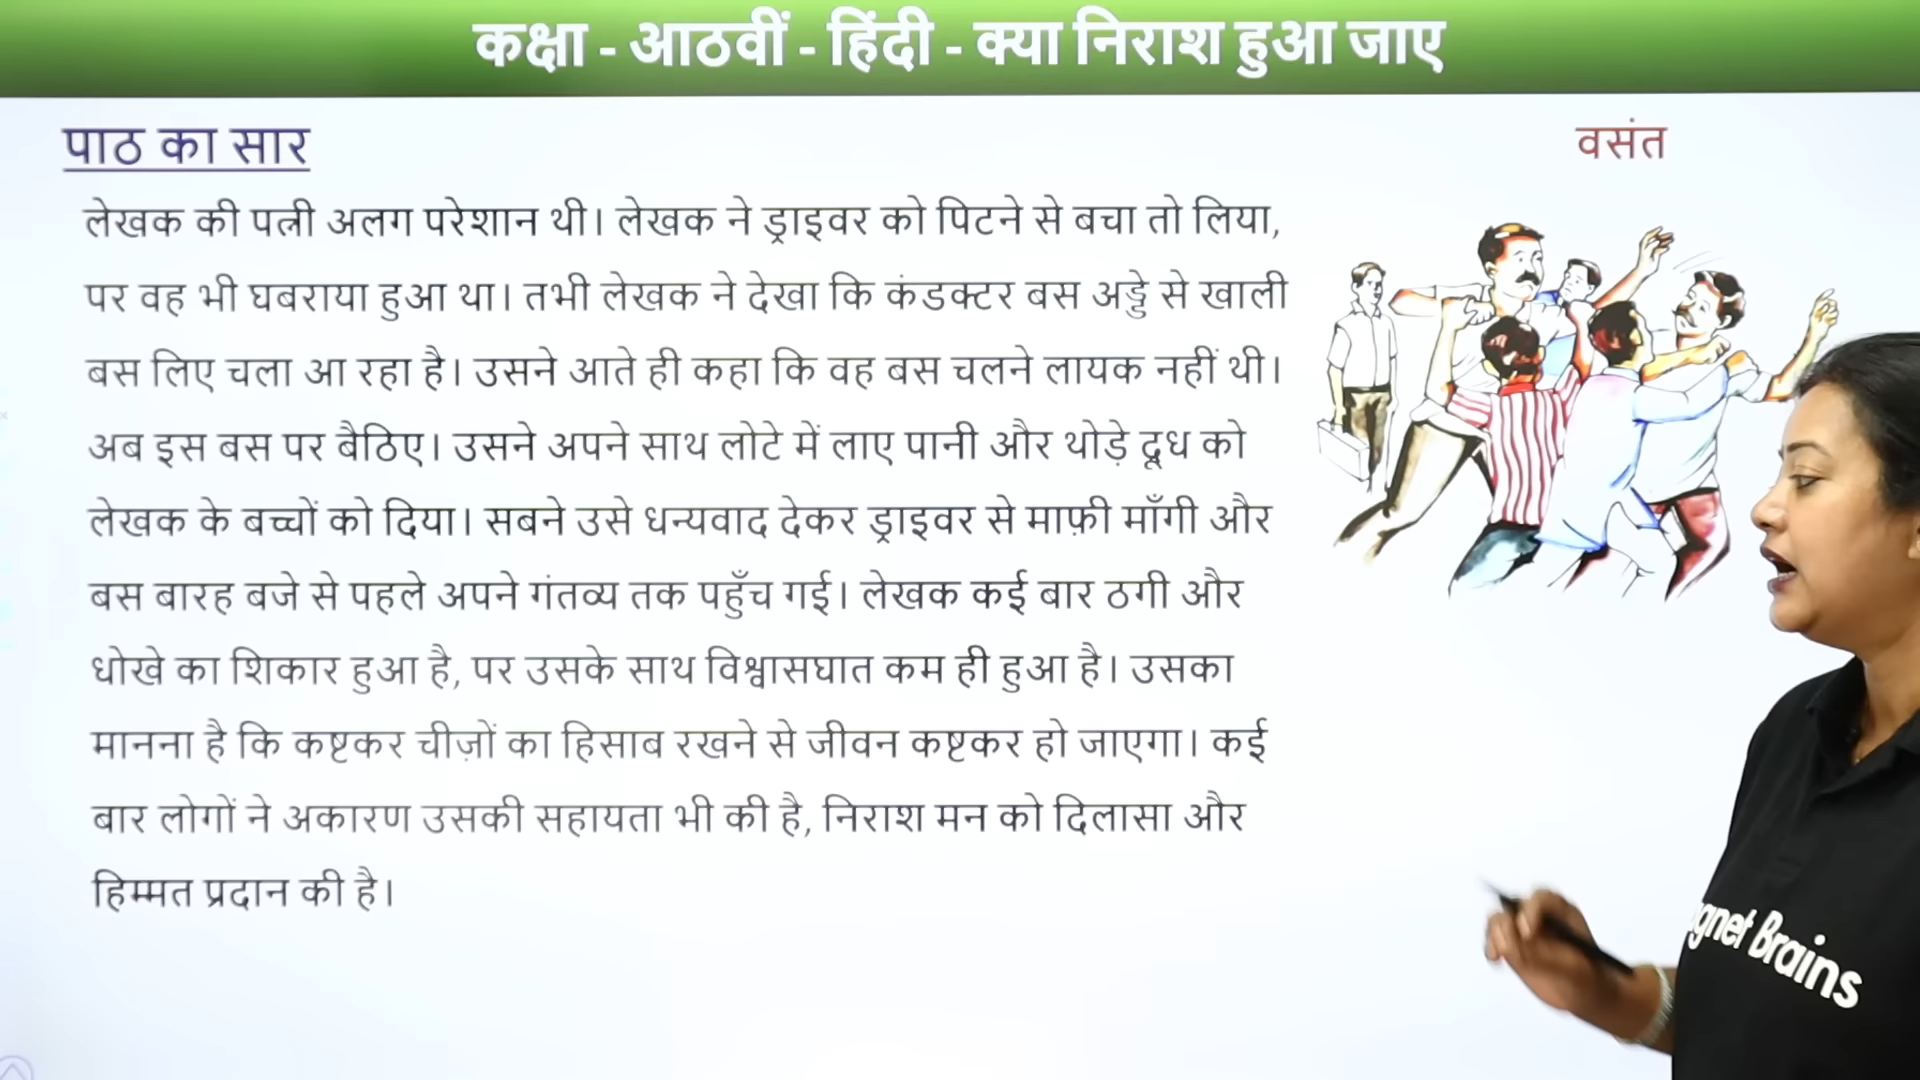 कक्षा - आठवीं - हिंदी - क्या निराश हुआ जाए
पाठ का सार
वसंत
लेखक की पत्नी अलग परेशान थी। लेखक ने ड्राइवर को पिटने से बचा तो लिया,
पर वह भी घबराया हुआ था। तभी लेखक ने देखा कि कंडक्टर बस अड्डे से खाली
बस लिए चला आ रहा है। उसने आते ही कहा कि वह बस चलने लायक नहीं थी।
अब इस बस पर बैठिए। उसने अपने साथ लोटे में लाए पानी और थोड़े दूध को
लेखक के बच्चों को दिया। सबने उसे धन्यवाद देकर ड्राइवर से माफ़ी माँगी और
बस बारह बजे से पहले अपने गंतव्य तक पहुँच गई। लेखक कई बार ठगी और
धोखे का शिकार हुआ है, पर उसके साथ विश्वासघात कम ही हुआ है। उसका
मानना है कि कष्टकर चीज़ों का हिसाब रखने से जीवन कष्टकर हो जाएगा। कई
बार लोगों ने अकारण उसकी सहायता भी की है, निराश मन को दिलासा और
हिम्मत प्रदान की है।
gnet Brains